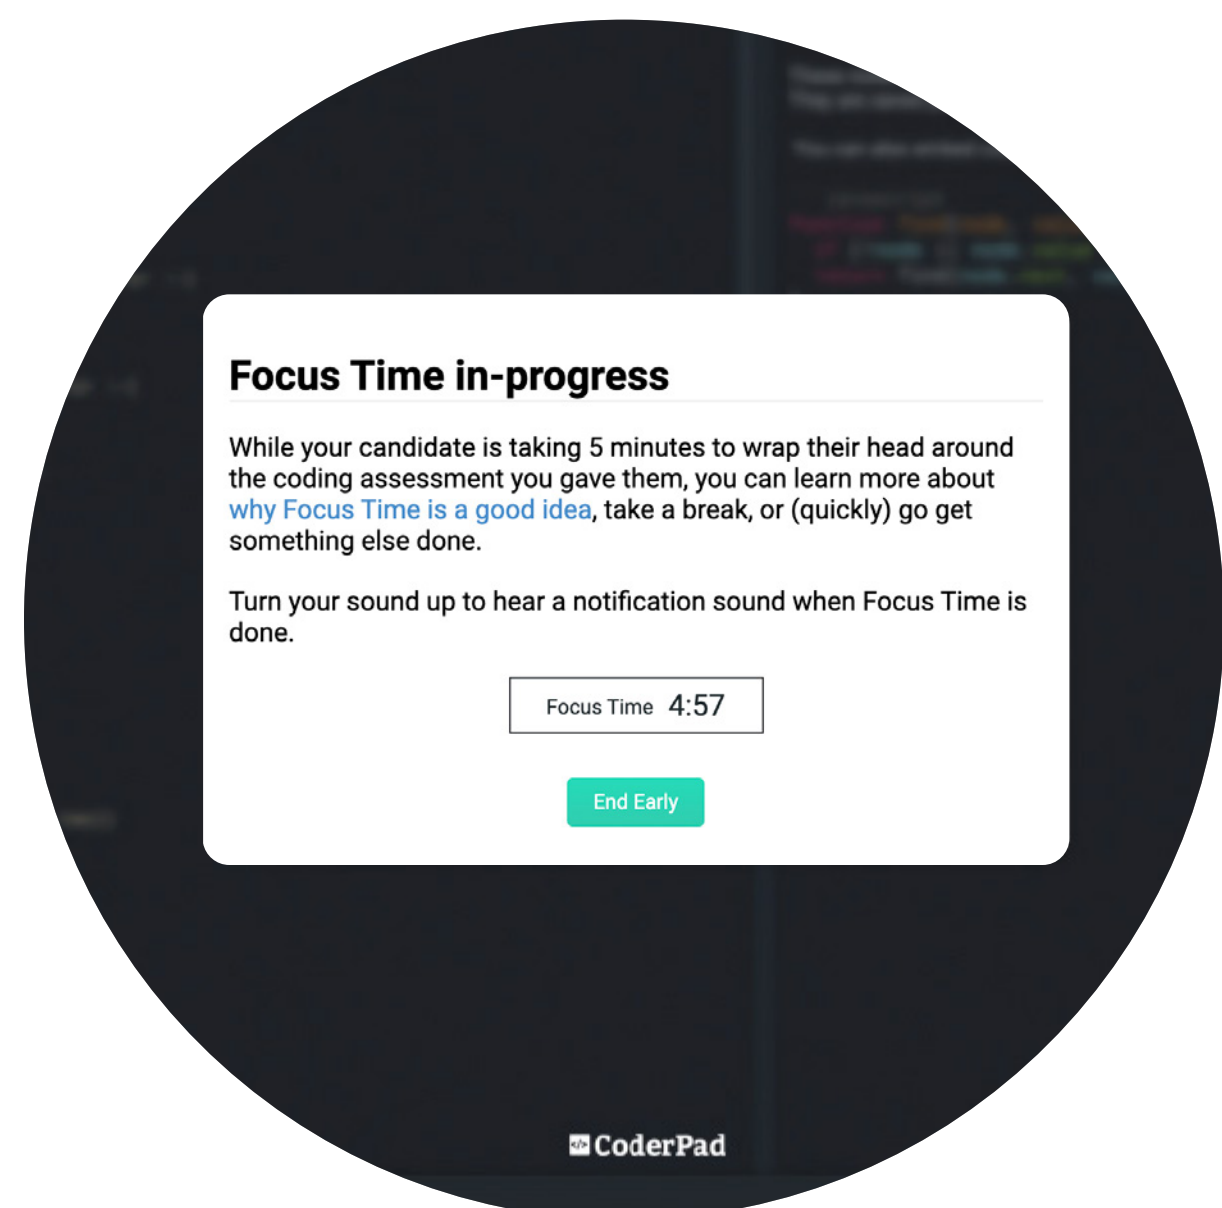 Focus Time in-progress
While your candidate is taking 5 minutes to wrap their head around
the coding assessment you gave them, you can learn more about
why Focus Time is a good idea, take a break, or (quickly) go get
something else done.
Turn your sound up to hear a notification sound when Focus Time is
done.
Focus Time 4:57
End Early
CoderPad